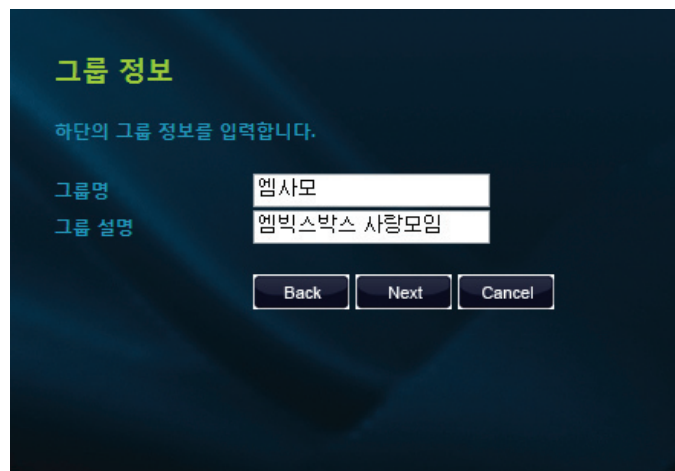 그룹 정보
하단의 그룹 정보를 입력합니다.
그룹명 엠사모
그룹 설명 엠빅스박스 사랑모임
Back Next Cancel